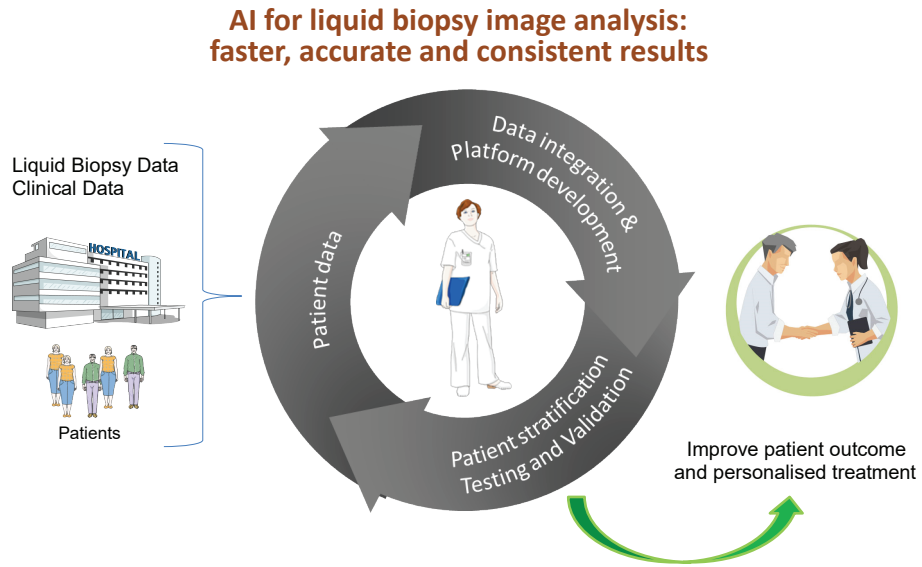 AI for liquid biopsy image analysis:
faster, accurate and consistent results
Liquid Biopsy Data
Clinical Data
HOSPITAL
Patients
Patient data
Data integration &
Platform development
Patient stratification
Testing and Validation
Improve patient outcome
and personalised treatment